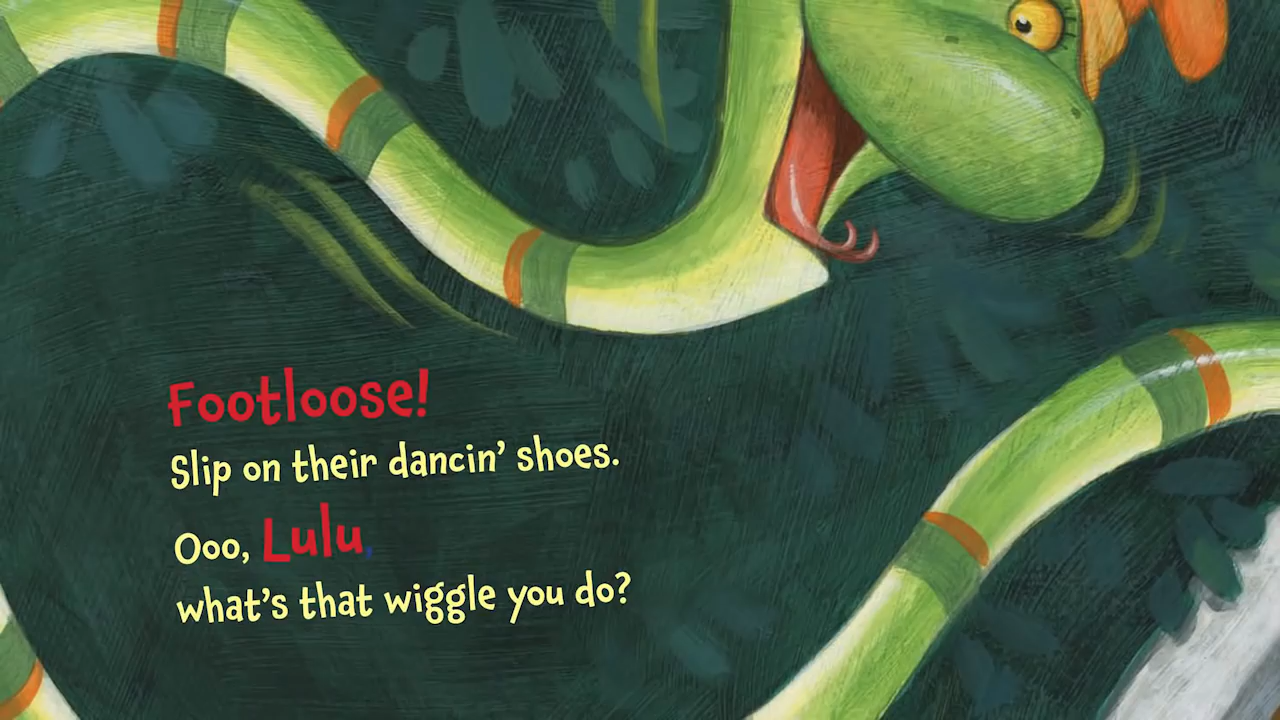 Footloose!
Slip on their dancin’ shoes.
Ooo, Lulu,
what’s that wiggle you do?